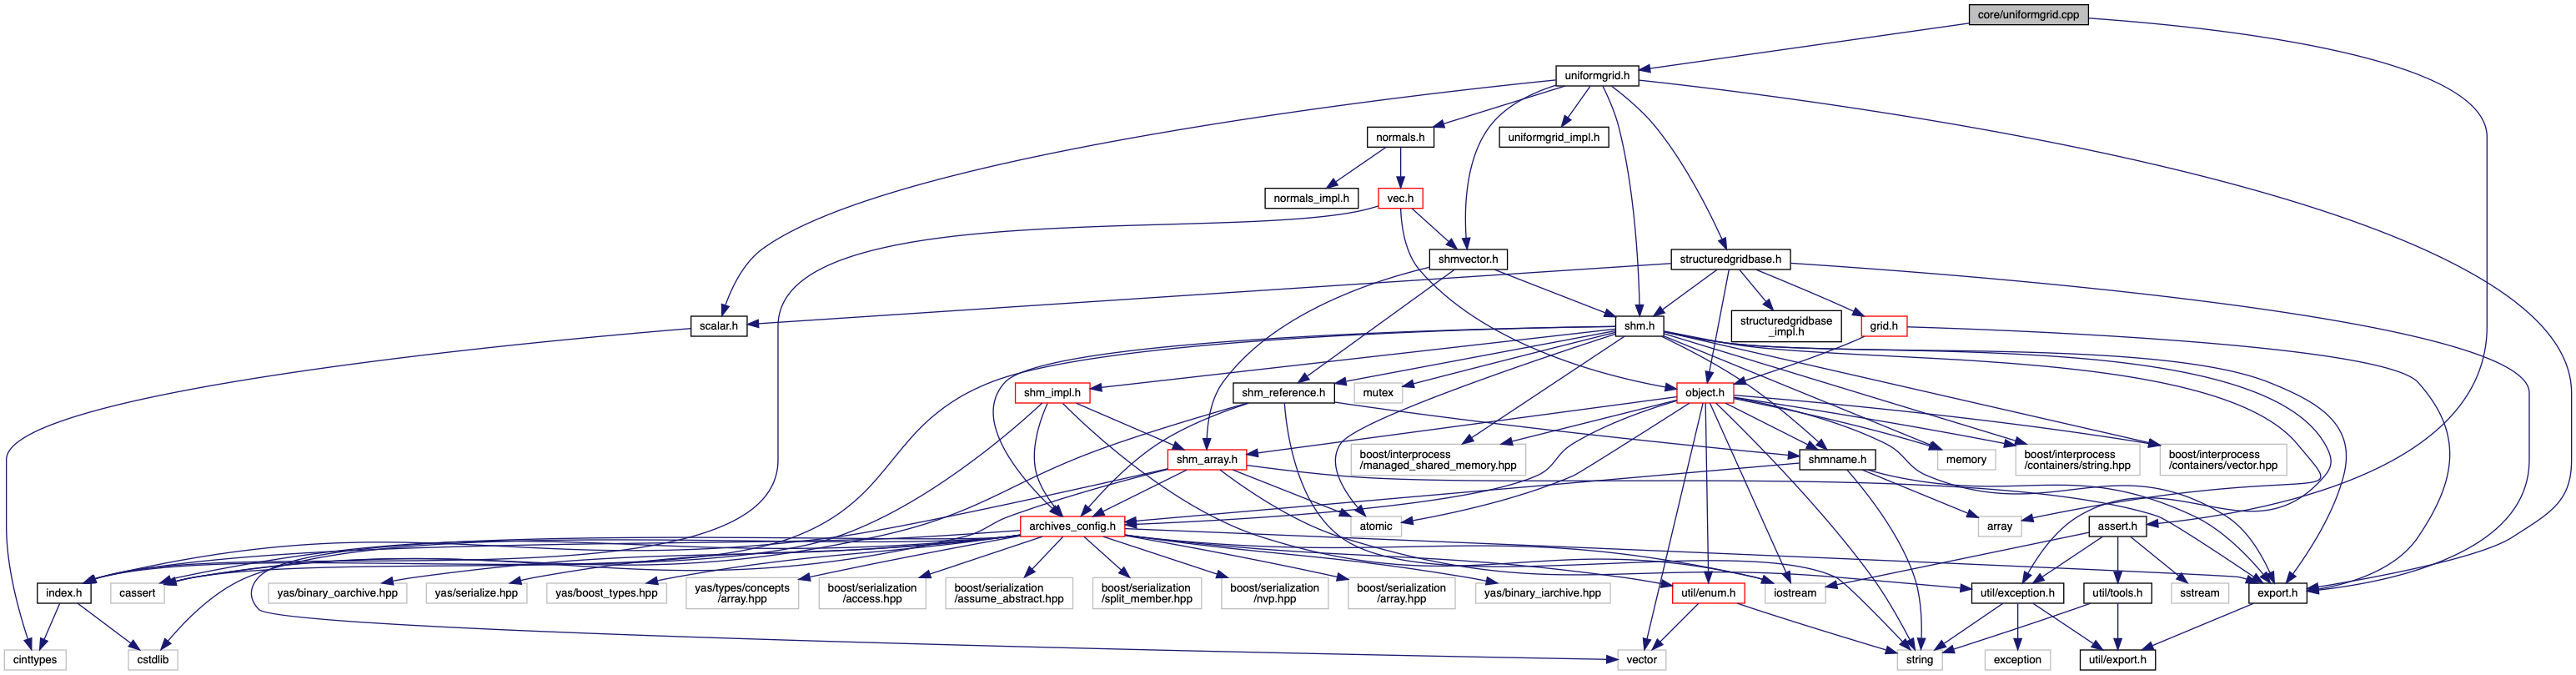 core/uniformgrid.cpp
uniformgrid.h
normals.h
uniformgrid_impl.h
normals_impl.h
vec.h
shmvector.h
structuredgridbase.h
scalar.h
shm.h
structuredgridbase
_impl.h
grid.h
shm_impl.h
shm_reference.h
mutex
object.h
shm_array.h
boost/interprocess
/managed_shared_memory.hpp
shmname.h
memory
boost/interprocess
/containers/string.hpp
boost/interprocess
/containers/vector.hpp
archives_config.h
atomic
array
assert.h
index.h
cassert
yas/binary_oarchive.hpp
yas/serialize.hpp
yas/boost_types.hpp
yas/types/concepts
/array.hpp
boost/serialization
/access.hpp
boost/serialization
/assume_abstract.hpp
boost/serialization
/split_member.hpp
boost/serialization
/nvp.hpp
boost/serialization
/array.hpp
yas/binary_iarchive.hpp
util/enum.h
iostream
util/exception.h
util/tools.h
sstream
export.h
cinttypes
cstdlib
vector
string
exception
util/export.h